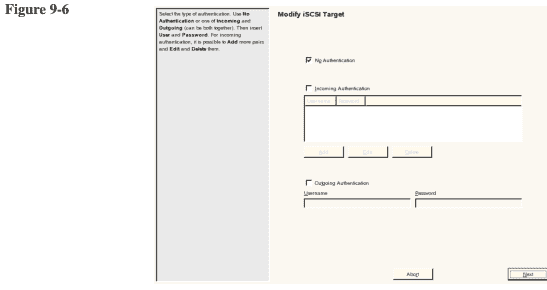 Figure 9-6
Select the type of authentication. Use No
Authentication or one of Incoming and
Outgoing (can be both together). Then insert
User and Password. For incoming
authentication, it is possible to Add more pairs
and Edit and Delete them.
Modify iSCSI Target
No Authentication
Incoming Authentication
Username Password
Add Edit Delete
Outgoing Authentication
Username Password
Abort Next